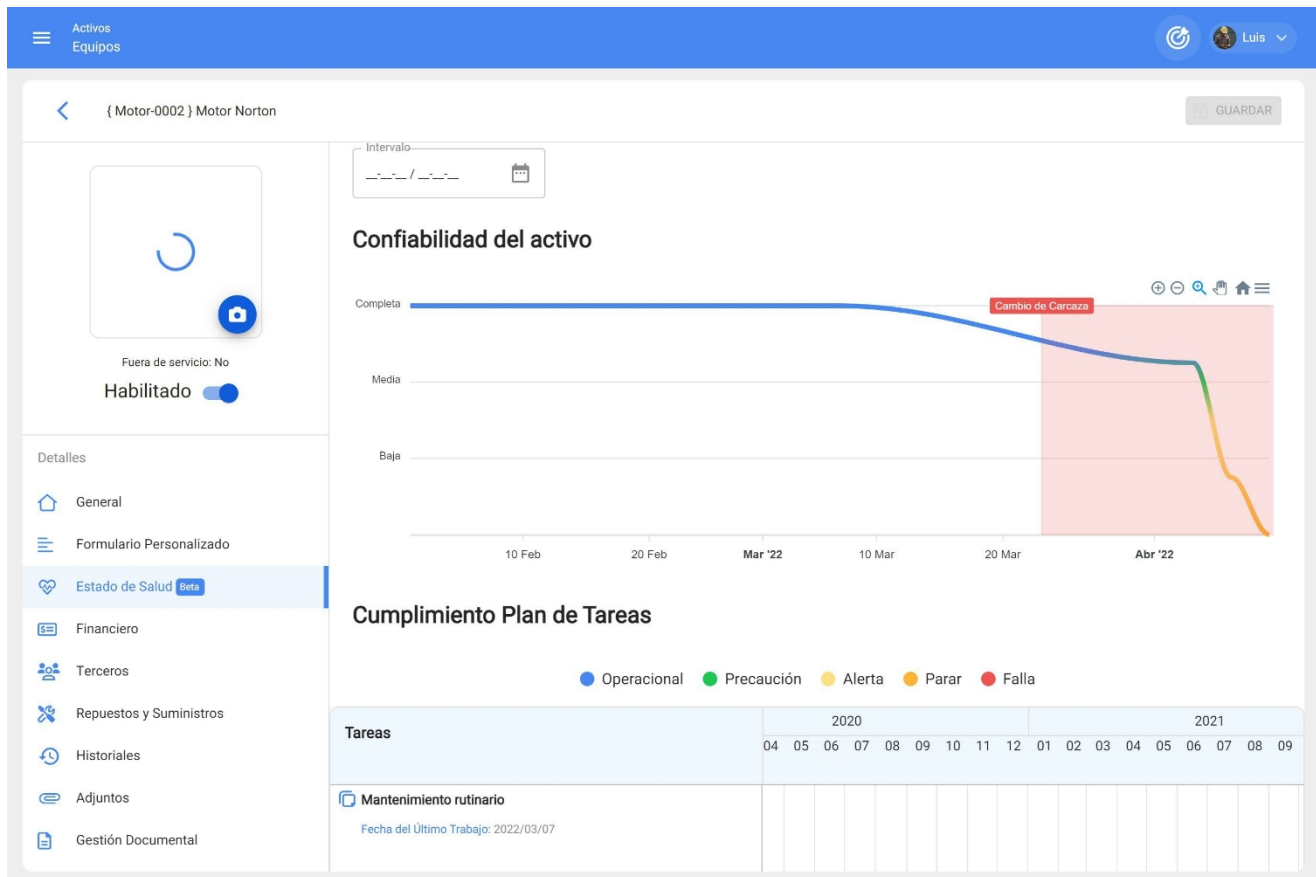 Activos
Equipos
Luis
{ Motor-0002 } Motor Norton
GUARDAR
Fuera de servicio: No
Habilitado
Detalles
General
Formulario Personalizado
Estado de Salud Beta
Financiero
Terceros
Repuestos y Suministros
Historiales
Adjuntos
Gestión Documental
Intervalo
__-__-__ / __-__-__
Confiabilidad del activo
Completa
Cambio de Carcaza
Media
Baja
10 Feb 20 Feb Mar '22 10 Mar 20 Mar Abr '22
Cumplimiento Plan de Tareas
Operacional Precaución Alerta Parar Falla
Tareas
2020 2021
04 05 06 07 08 09 10 11 12 01 02 03 04 05 06 07 08 09
Mantenimiento rutinario
Fecha del Último Trabajo: 2022/03/07